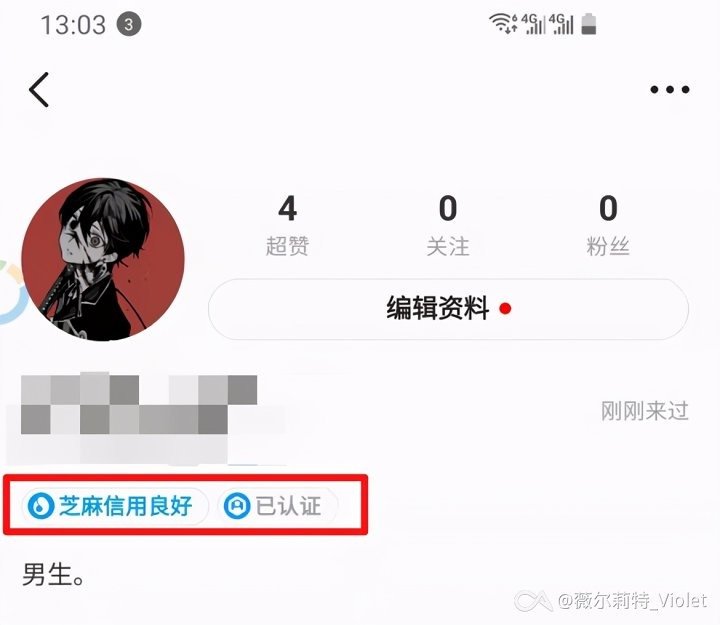 13:03 3 6 4G 4G
4 0 0
超赞 关注 粉丝
编辑资料
刚刚来过
芝麻信用良好 已认证
男生。
@薇尔莉特_Violet